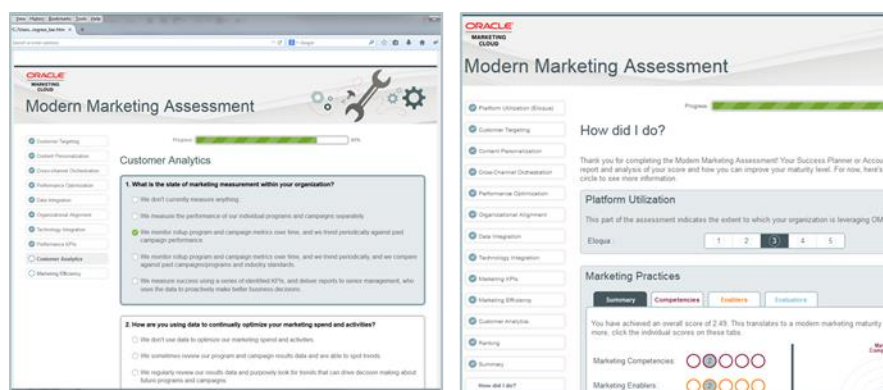 View History Bookmarks Tools Help
ORACLE
MARKETING
CLOUD
Modern Marketing Assessment
Customer Targeting
Content Personalization
Cross-channel Orchestration
Performance Optimization
Data Integration
Organizational Alignment
Technology Integration
Performance KPIs
Customer Analytics
Marketing Efficiency
Progress
Customer Analytics
1. What is the state of marketing measurement within your organization?
We don't currently measure anything.
We measure the performance of our individual programs and campaigns separately.
We monitor rollup program and campaign metrics over time, and we trend periodically against past
campaign performance.
We monitor rollup program and campaign metrics over time, and we trend periodically, and we compare
against past campaigns/programs and industry standards.
We measure success using a series of identified KPIs, and deliver reports to senior management, who
uses the data to proactively make better business decisions.
2. How are you using data to continually optimize your marketing spend and activities?
We don't use data to optimize our marketing spend and activities.
We sometimes review our program and campaign results data and are able to spot trends.
We regularly review our results data and purposely look for trends that can drive decision making about
future programs and campaigns.
ORACLE
MARKETING
CLOUD
Modern Marketing Assessment
Platform Utilization (Eloqua)
Customer Targeting
Content Personalization
Cross-Channel Orchestration
Performance Optimization
Organizational Alignment
Data Integration
Technology Integration
Marketing KPIs
Marketing Efficiency
Customer Analytics
Ranking
Summary
How did I do?
Progress
How did I do?
Thank you for completing the Modern Marketing Assessment! Your Success Planner or Accou
report and analysis of your score and how you can improve your maturity level. For now, here's
circle to see more information.
Platform Utilization
This part of the assessment indicates the extent to which your organization is leveraging OM
Eloqua: 1 2 3 4 5
Marketing Practices
Summary Competencies Enablers Evaluators
You have achieved an overall score of 2.49. This translates to a modern marketing maturity
more, click the individual scores on these tabs.
Marketing Competencies: 2
Marketing Enablers: 2